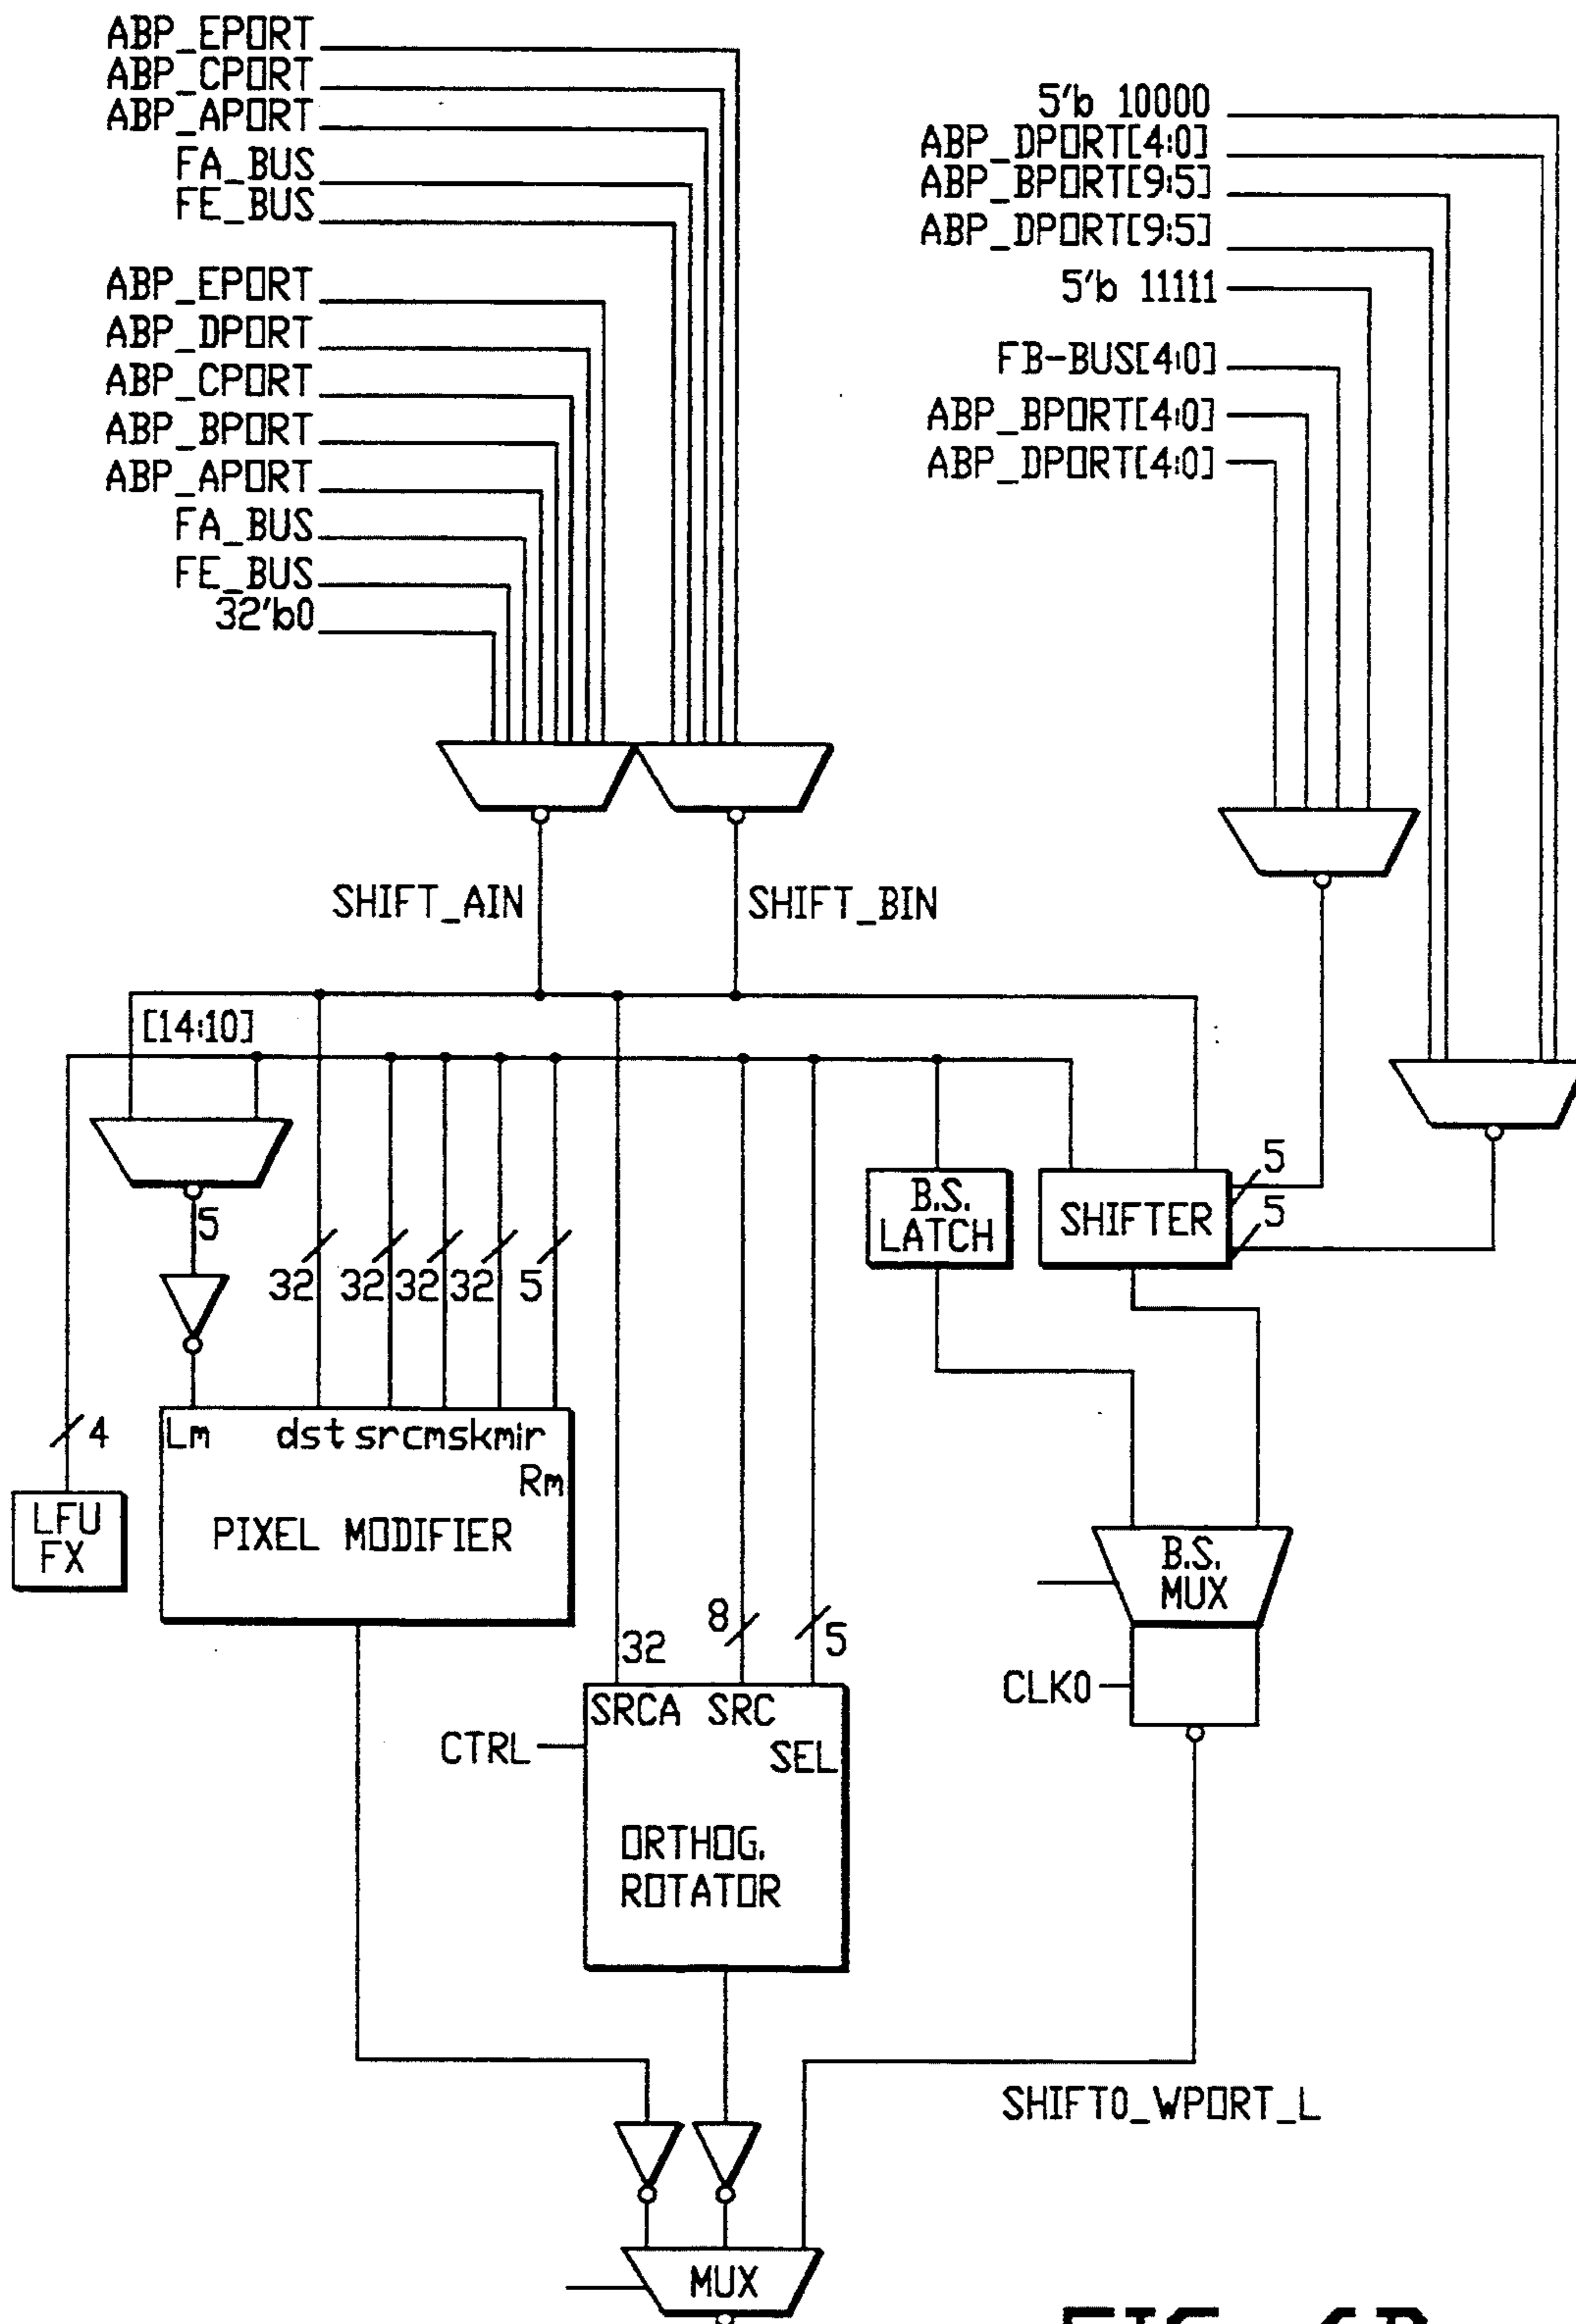 ABP_EPORT
ABP_CPORT
ABP_APORT
FA_BUS
FE_BUS
ABP_EPORT
ABP_DPORT
ABP_CPORT
ABP_BPORT
ABP_APORT
FA_BUS
FE_BUS
32'b0
5'b 10000
ABP_DPORT[4:0]
ABP_BPORT[9:5]
ABP_DPORT[9:5]
5'b 11111
FB-BUS[4:0]
ABP_BPORT[4:0]
ABP_DPORT[4:0]
SHIFT_AIN
SHIFT_BIN
[14:10]
5
32
32
32
32
5
B.S.
LATCH
SHIFTER
5
5
4
LFU
FX
Lm
dst src msk mir
Rm
PIXEL MODIFIER
32
8
5
SRCA SRC
SEL
CTRL
ORTHOG.
ROTATOR
B.S.
MUX
CLK0
SHIFT0_WPORT_L
MUX